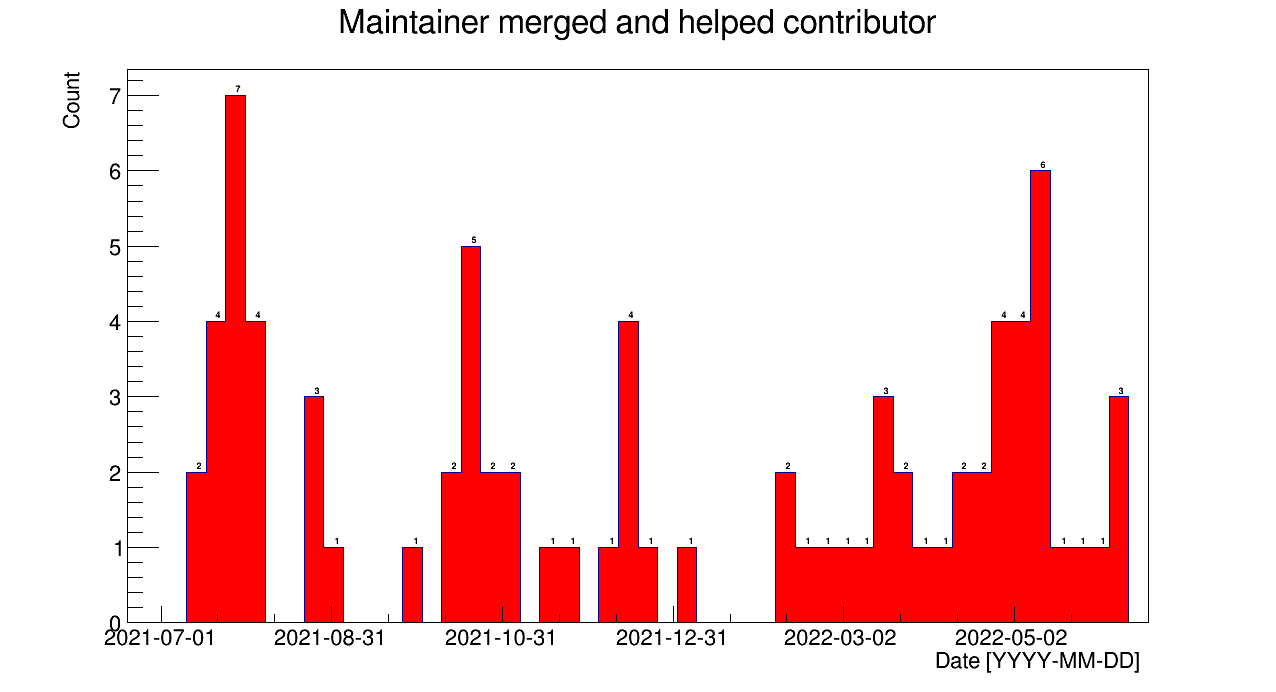 Maintainer merged and helped contributor
Count
7
6
5
4
3
2
1
0
2 4 7 4 3 1 1 2 5 2 2 1 1 1 4 1 1 2 1 1 1 1 3 2 1 1 2 2 4 4 6 1 1 1 3
2021-07-01 2021-08-31 2021-10-31 2021-12-31 2022-03-02 2022-05-02
Date [YYYY-MM-DD]